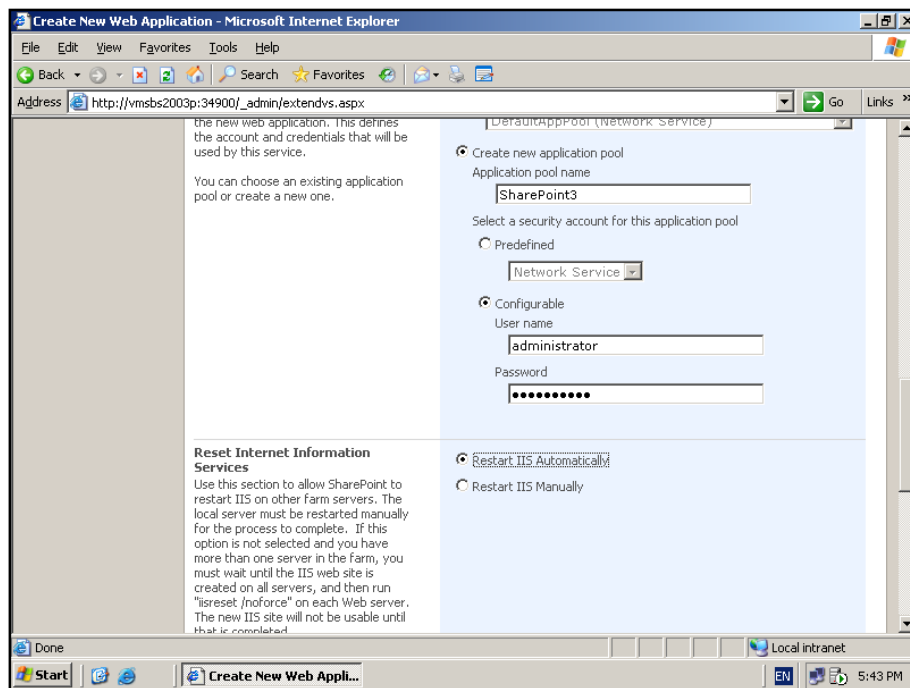 Create New Web Application - Microsoft Internet Explorer
File Edit View Favorites Tools Help
Back Search Favorites
Address http://vmsbs2003p:34900/_admin/extendvs.aspx Go Links »
the new web application. This defines
the account and credentials that will be
used by this service.
You can choose an existing application
pool or create a new one.
DefaultAppPool (Network Service)
Create new application pool
Application pool name
SharePoint3
Select a security account for this application pool
Predefined
Network Service
Configurable
User name
administrator
Password
••••••••••
Reset Internet Information
Services
Use this section to allow SharePoint to
restart IIS on other farm servers. The
local server must be restarted manually
for the process to complete. If this
option is not selected and you have
more than one server in the farm, you
must wait until the IIS web site is
created on all servers, and then run
"iisreset /noforce" on each Web server.
The new IIS site will not be usable until
that is completed.
Restart IIS Automatically
Restart IIS Manually
Done Local intranet
Start Create New Web Appli... EN 5:43 PM